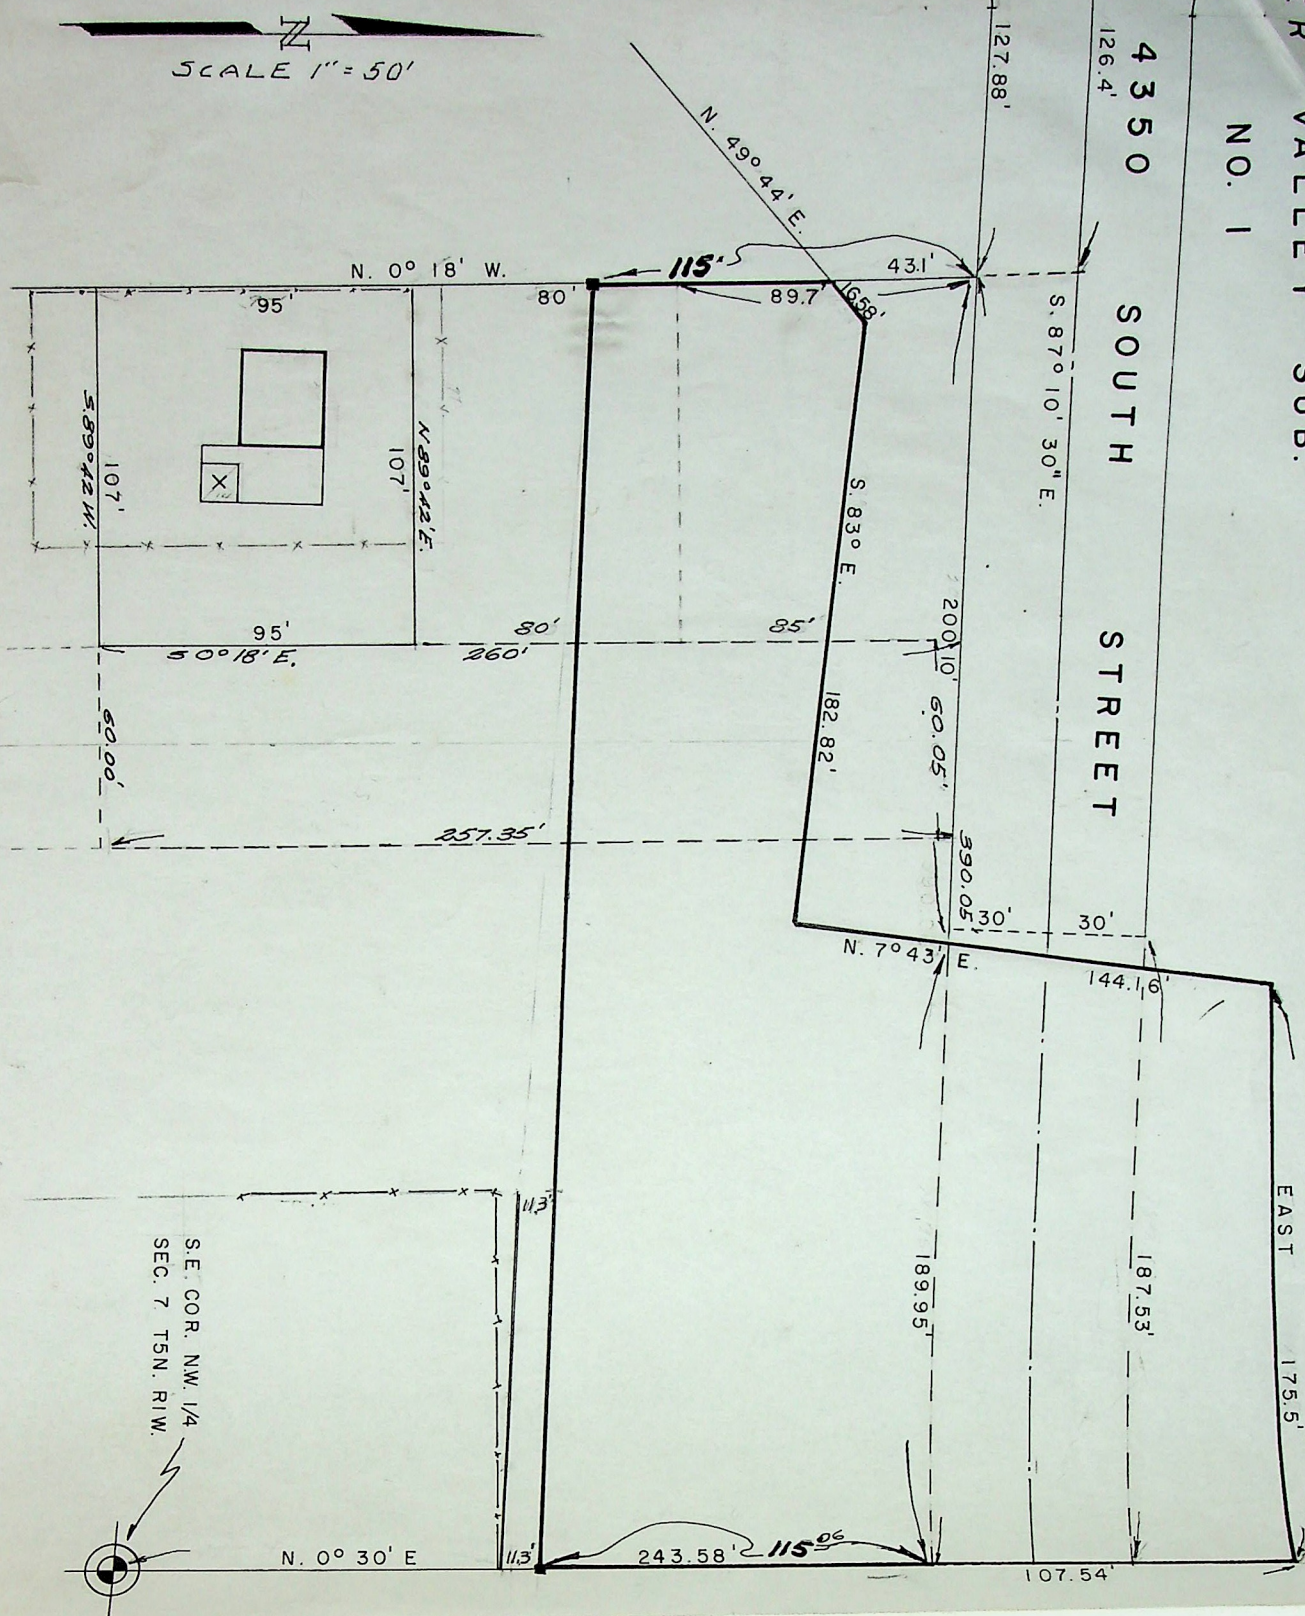 N
SCALE 1" = 50'
127.88'
126.4'
4350 SOUTH STREET
NO. 1
VALLEY SUB.
N. 49° 44' E.
N. 0° 18' W.
115'
43.1'
80'
89.7'
16.58'
95'
S. 87° 10' 30" E.
S. 89° 42 W.
107'
107'
N 89° 42' E.
X
S. 83° E.
200'
95'
S 0° 18' E.
80'
260'
85'
10'
60.00'
182.82'
60.05'
257.35'
390.05'
30'
30'
N. 7° 43' E.
144.16'
11.3'
EAST
175.5'
189.95'
187.53'
S.E. COR. N.W. 1/4
SEC. 7. T5N. R1W.
N. 0° 30' E
11.3'
243.58'
115.06
107.54'